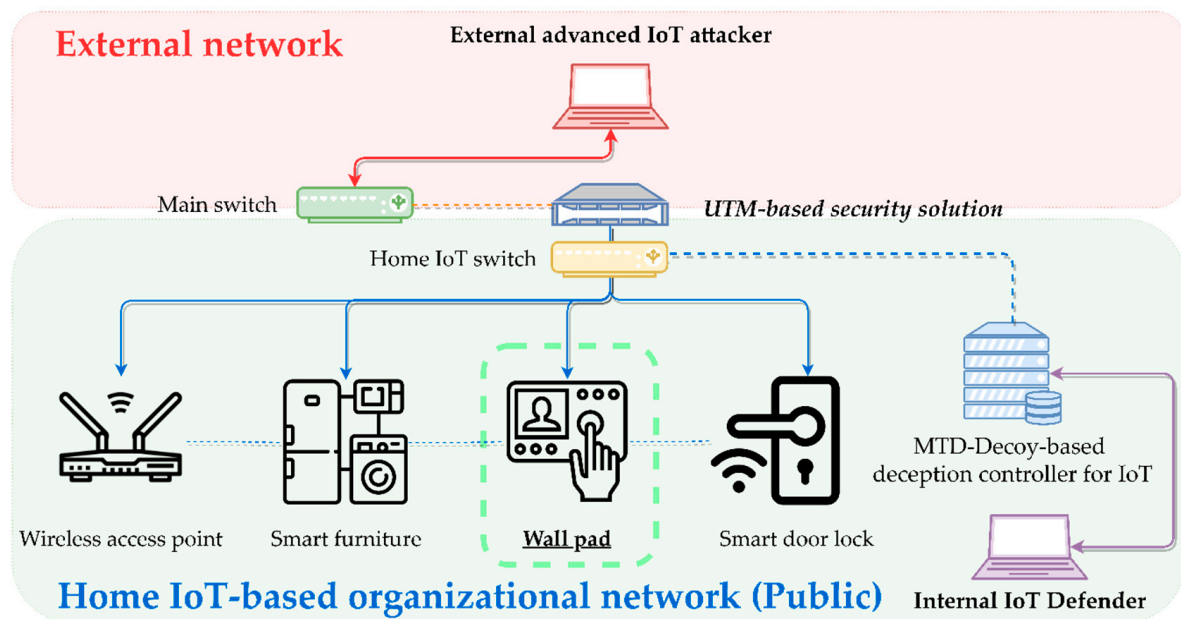 External network
External advanced IoT attacker
Main switch
UTM-based security solution
Home IoT switch
MTD-Decoy-based
deception controller for IoT
Wireless access point
Smart furniture
Wall pad
Smart door lock
Home IoT-based organizational network (Public)
Internal IoT Defender